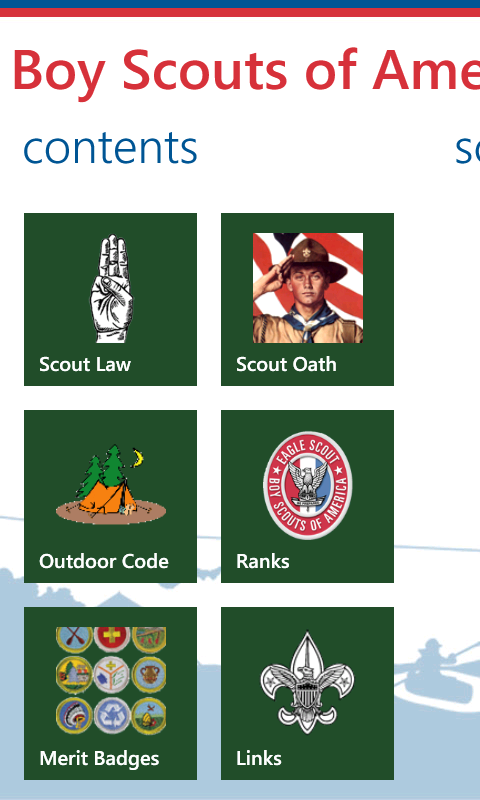 Boy Scouts of Ame
contents
so
Scout Law
Scout Oath
Outdoor Code
EAGLE SCOUT
BOY SCOUTS OF AMERICA
Ranks
Merit Badges
Links